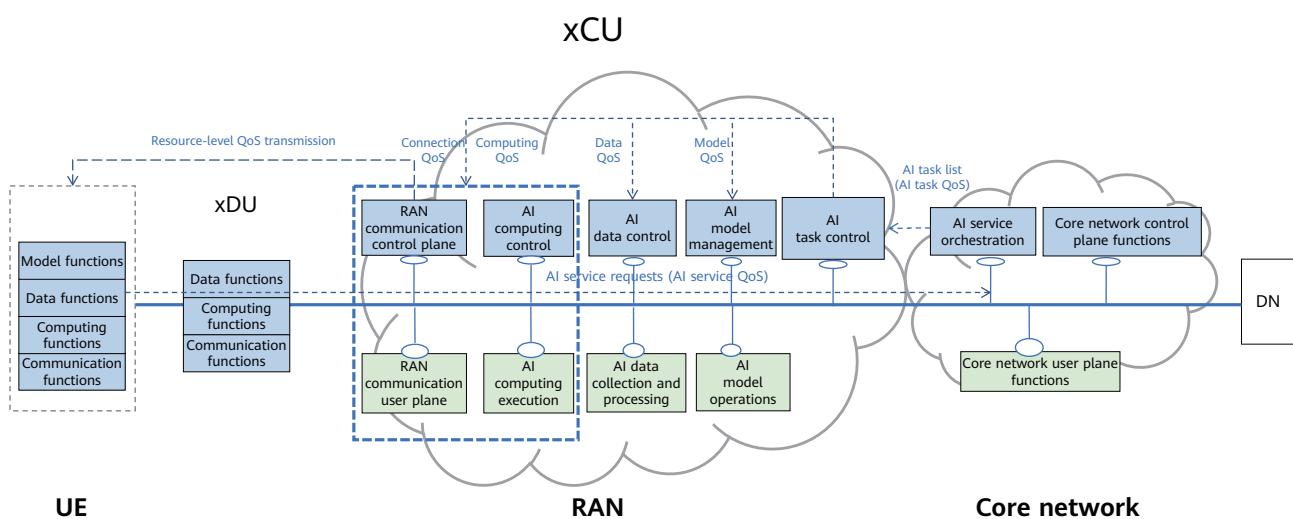 xCU
Resource-level QoS transmission
Connection
QoS
Computing
QoS
Data
QoS
Model
QoS
AI task list
(AI task QoS)
xDU
RAN
communication
control plane
AI
computing
control
AI
data control
AI
model
management
AI
task control
AI service
orchestration
Core network control
plane functions
Model functions
Data functions
Computing
functions
Communication
functions
Data functions
Computing
functions
Communication
functions
AI service requests (AI service QoS)
DN
RAN
communication
user plane
AI
computing
execution
AI data
collection and
processing
AI
model
operations
Core network user plane
functions
UE
RAN
Core network